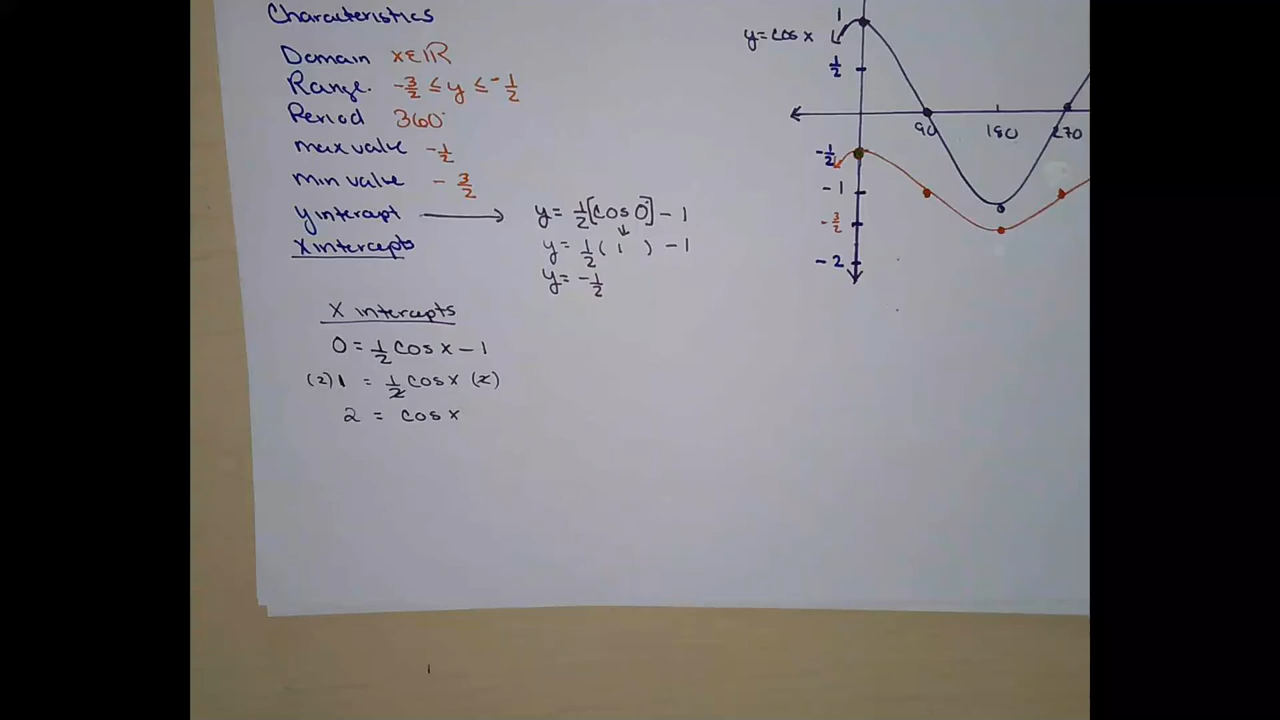 Characteristics
Domain x∈ℝ
Range. -3/2 ≤ y ≤ -1/2
Period 360°
max value -1/2
min value - 3/2
y interapt → y = 1/2[cos 0] - 1
x intercepts y = 1/2 ( 1 ) - 1
y = -1/2
X intercepts
0 = 1/2 cos x - 1
(2) 1 = 1/2 cos x (2)
2 = cos x
y = cos x
1
1/2
90 180 270
-1/2
-1
-3/2
-2